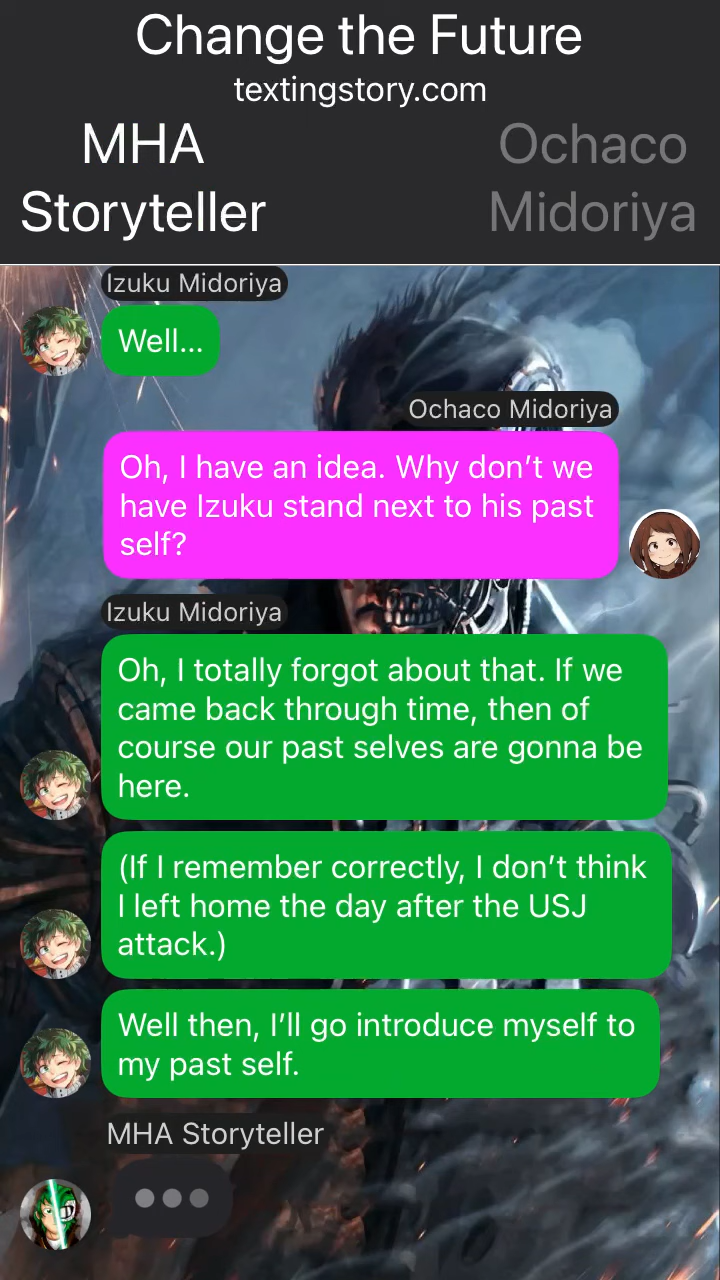 Change the Future
textingstory.com
MHA
Storyteller
Ochaco
Midoriya
Izuku Midoriya
Well...
Ochaco Midoriya
Oh, I have an idea. Why don’t we
have Izuku stand next to his past
self?
Izuku Midoriya
Oh, I totally forgot about that. If we
came back through time, then of
course our past selves are gonna be
here.
(If I remember correctly, I don’t think
I left home the day after the USJ
attack.)
Well then, I’ll go introduce myself to
my past self.
MHA Storyteller